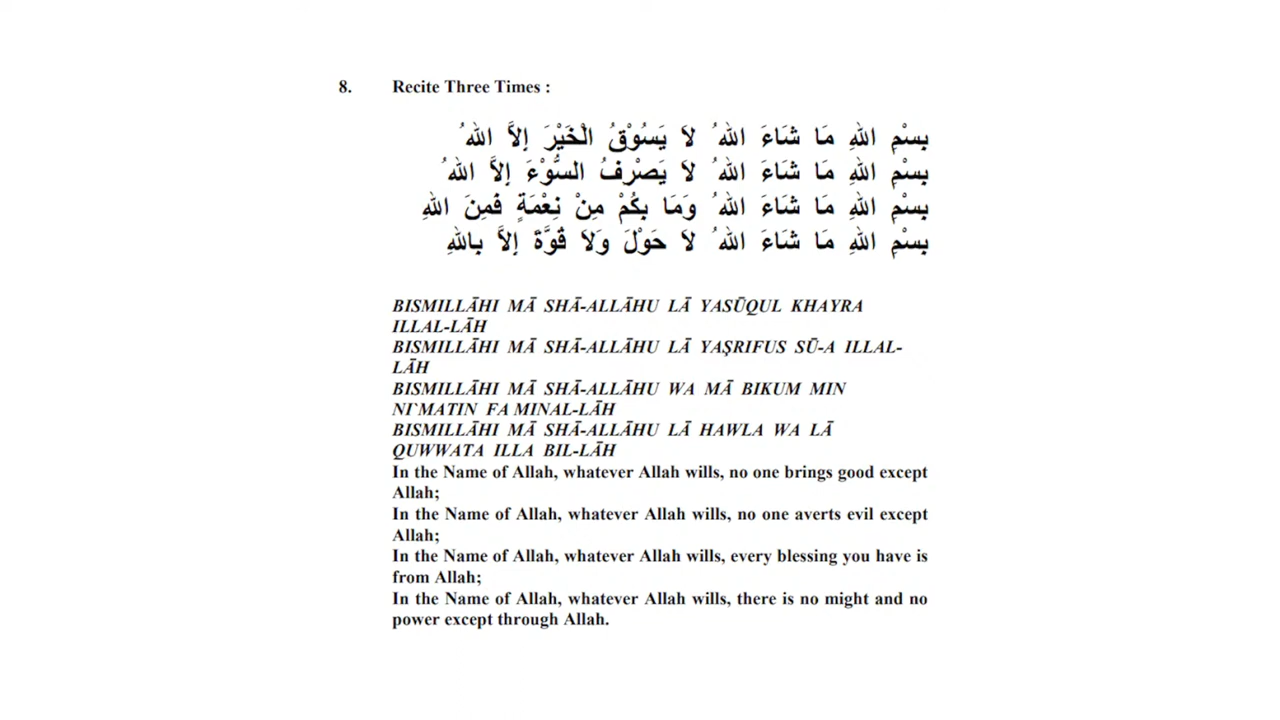 8. Recite Three Times :
بِسْمِ اللهِ مَا شَاءَ اللهُ لاَ يَسُوْقُ الْخَيْرَ إِلاَّ اللهُ
بِسْمِ اللهِ مَا شَاءَ اللهُ لاَ يَصْرِفُ السُّوْءَ إِلاَّ اللهُ
بِسْمِ اللهِ مَا شَاءَ اللهُ وَمَا بِكُمْ مِنْ نِعْمَةٍ فَمِنَ اللهِ
بِسْمِ اللهِ مَا شَاءَ اللهُ لاَ حَوْلَ وَلاَ قُوَّةَ إِلاَّ بِاللهِ
BISMILLĀHI MĀ SHĀ-ALLĀHU LĀ YASŪQUL KHAYRA
ILLAL-LĀH
BISMILLĀHI MĀ SHĀ-ALLĀHU LĀ YAŞRIFUS SŪ-A ILLAL-
LĀH
BISMILLĀHI MĀ SHĀ-ALLĀHU WA MĀ BIKUM MIN
NI`MATIN FA MINAL-LĀH
BISMILLĀHI MĀ SHĀ-ALLĀHU LĀ HAWLA WA LĀ
QUWWATA ILLA BIL-LĀH
In the Name of Allah, whatever Allah wills, no one brings good except
Allah;
In the Name of Allah, whatever Allah wills, no one averts evil except
Allah;
In the Name of Allah, whatever Allah wills, every blessing you have is
from Allah;
In the Name of Allah, whatever Allah wills, there is no might and no
power except through Allah.